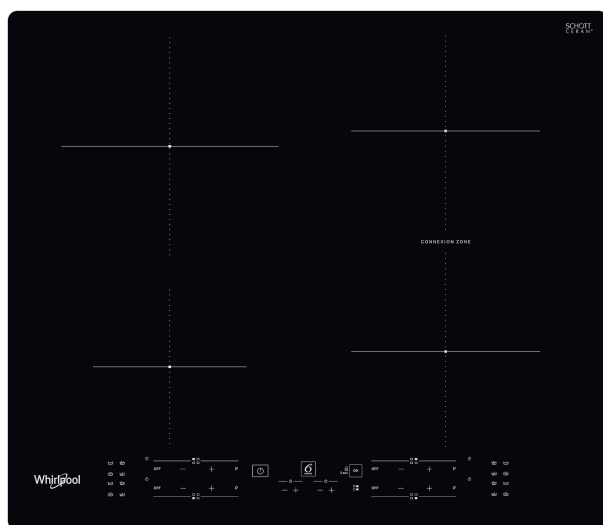 SCHOTT
CERAN®
CONNEXION ZONE
Whirlpool
OFF − + P
OFF − + P
− +
− +
OK
OFF − + P
OFF − + P